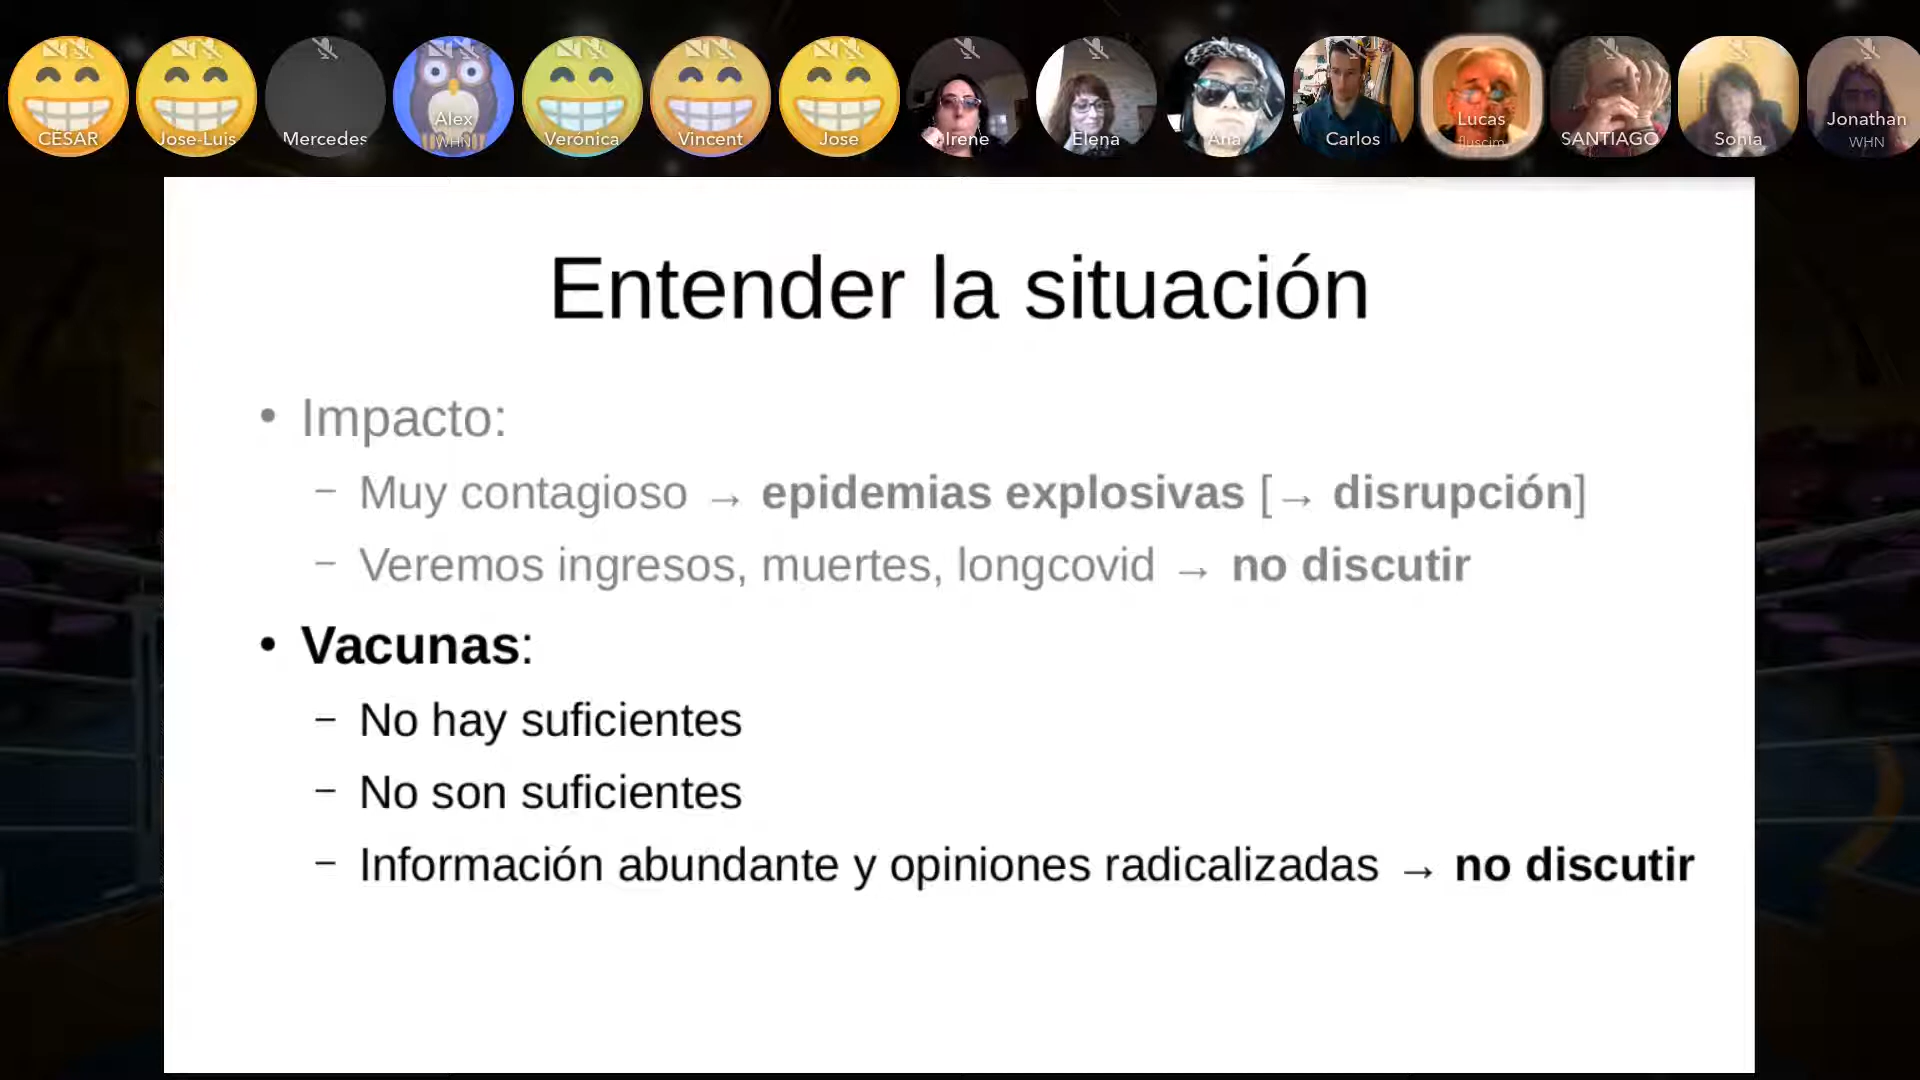 CÉSAR
Jose-Luis
Mercedes
Alex
WHN
Verónica
Vincent
Jose
Irene
Elena
Ana
Carlos
Lucas
fluscim
SANTIAGO
Sonia
Jonathan
WHN
Entender la situación
• Impacto:
– Muy contagioso → epidemias explosivas [→ disrupción]
– Veremos ingresos, muertes, longcovid → no discutir
• Vacunas:
– No hay suficientes
– No son suficientes
– Información abundante y opiniones radicalizadas → no discutir